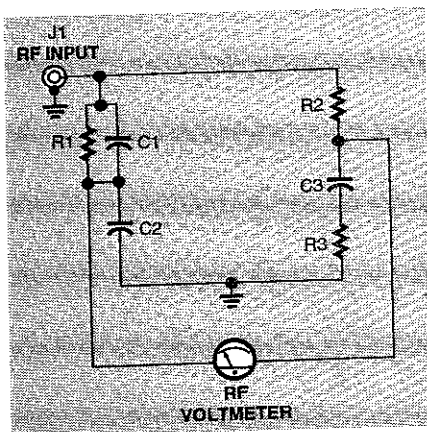 J1
RF INPUT
R1
C1
C2
R2
C3
R3
RF
VOLTMETER